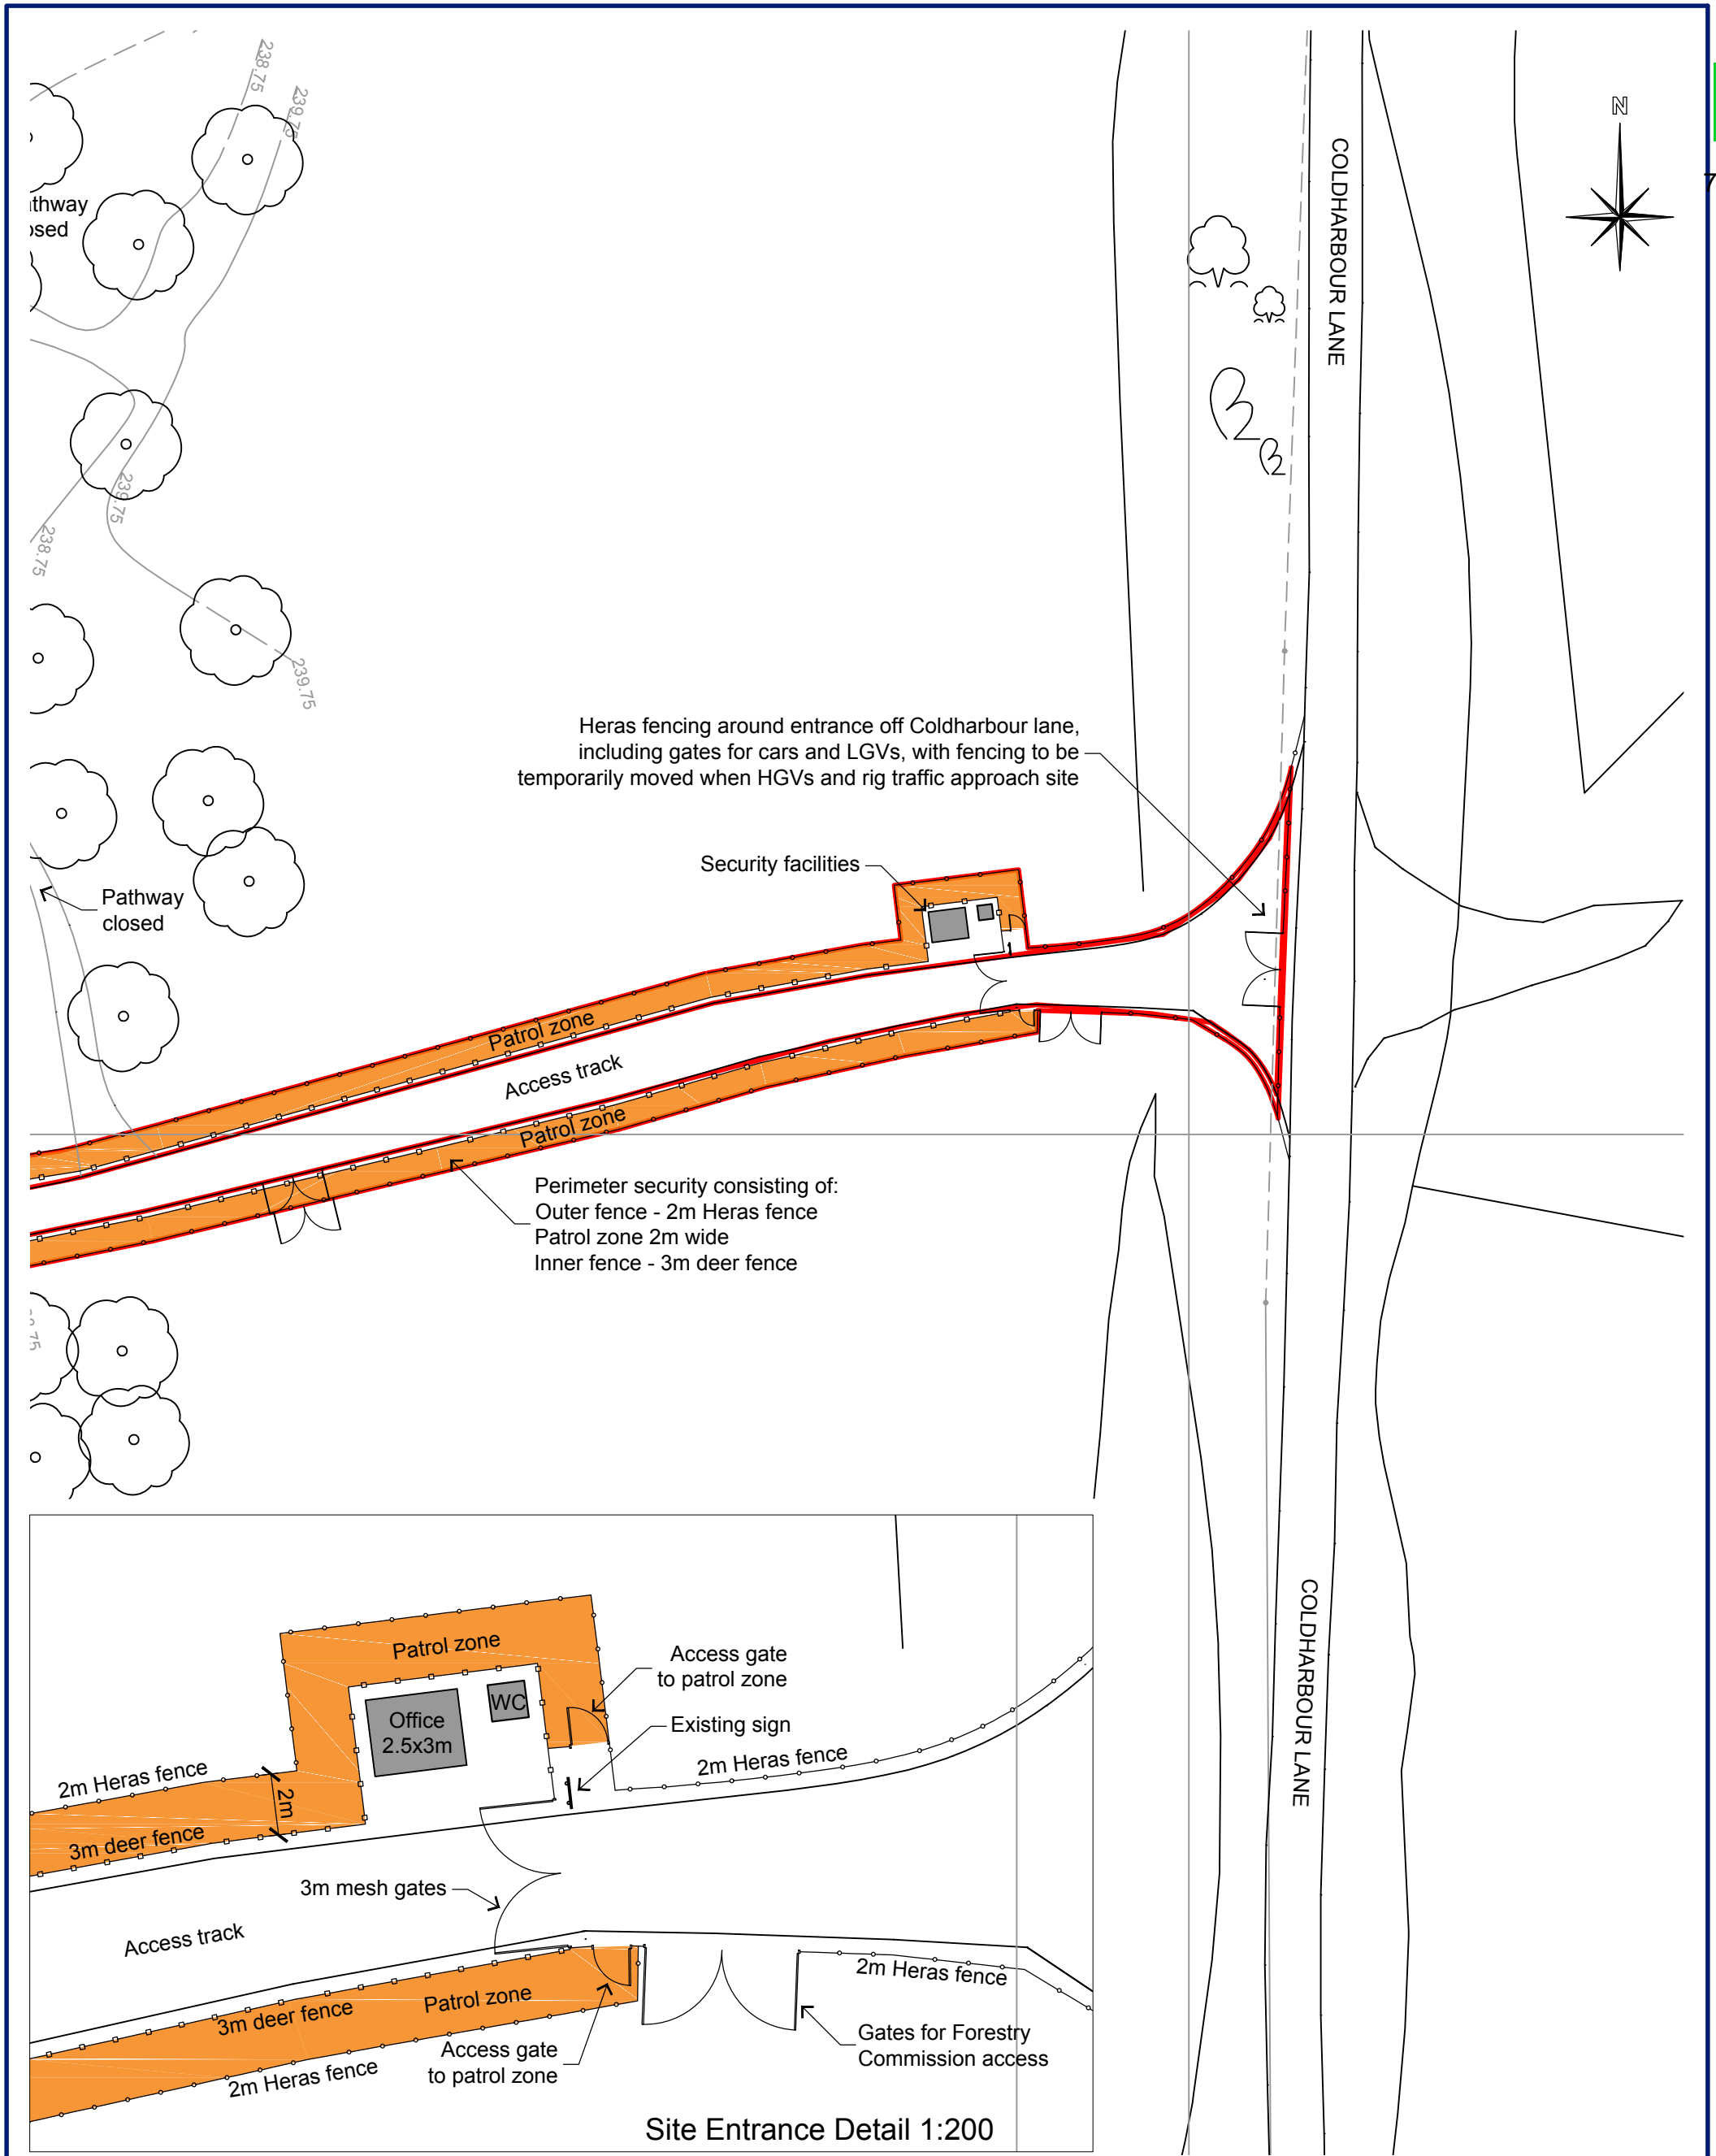 238.75
239.75
N
7
COLDHARBOUR LANE
239.75
238.75
239.75
Heras fencing around entrance off Coldharbour lane,
including gates for cars and LGVs, with fencing to be
temporarily moved when HGVs and rig traffic approach site
Security facilities
Pathway
closed
Patrol zone
Access track
Patrol zone
Perimeter security consisting of:
Outer fence - 2m Heras fence
Patrol zone 2m wide
Inner fence - 3m deer fence
COLDHARBOUR LANE
Patrol zone
Access gate
to patrol zone
WC
Office
2.5x3m
Existing sign
2m Heras fence
2m Heras fence
2m
3m deer fence
3m mesh gates
Access track
2m Heras fence
Patrol zone
3m deer fence
Gates for Forestry
Commission access
Access gate
to patrol zone
2m Heras fence
Site Entrance Detail 1:200